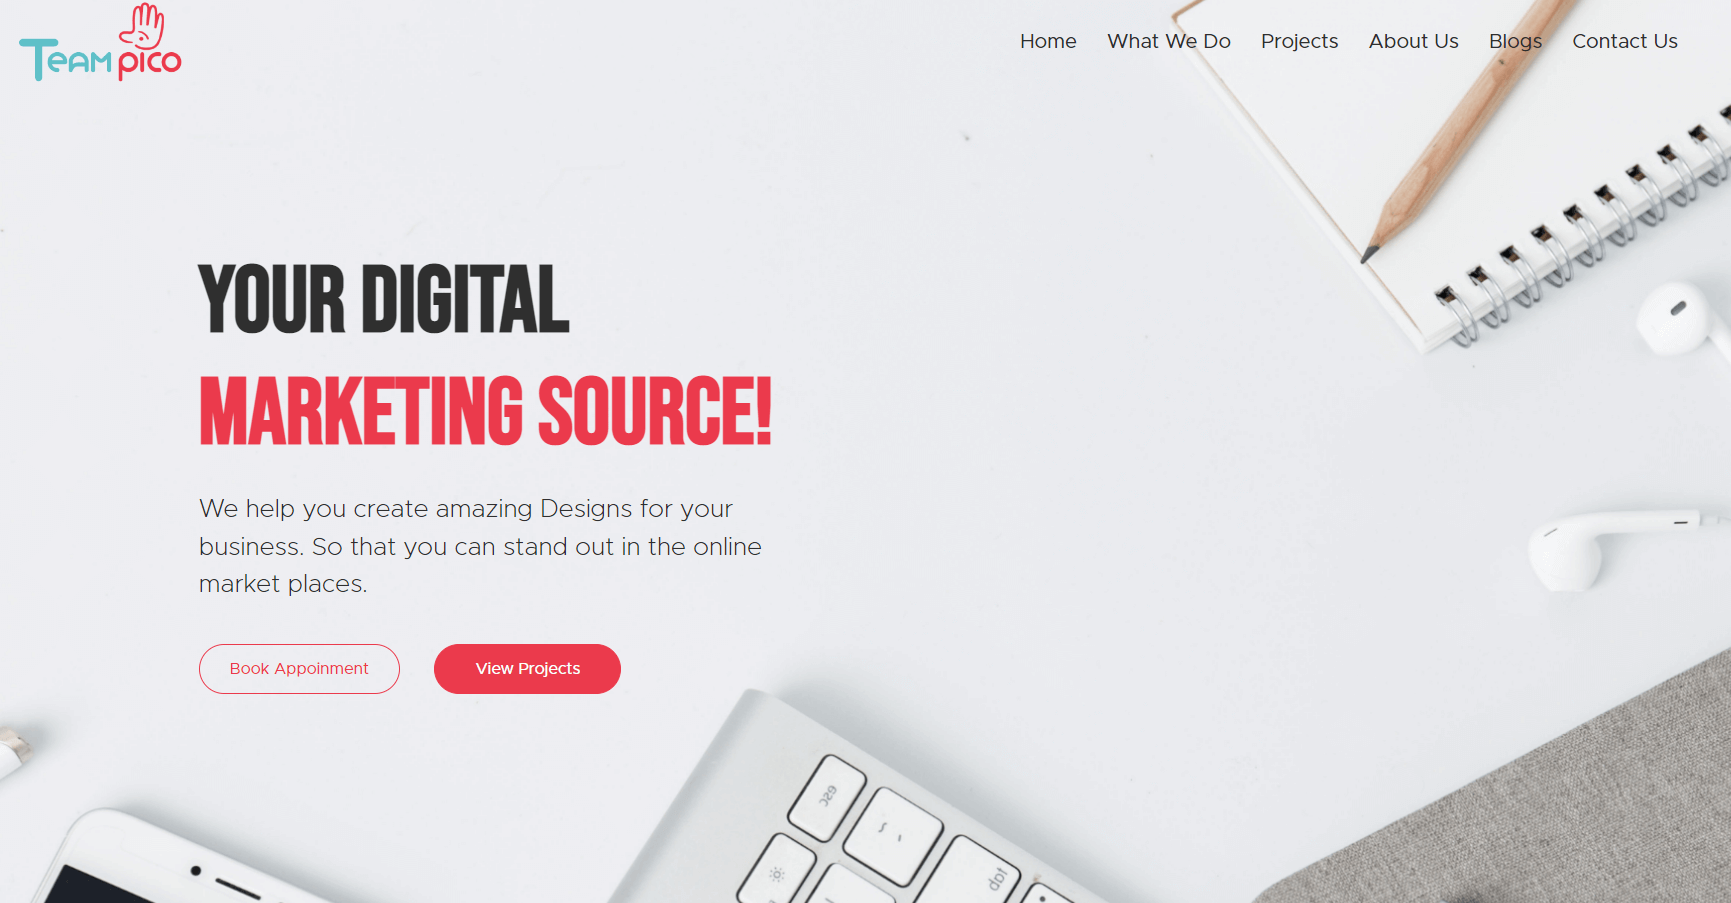 Team pico
Home What We Do Projects About Us Blogs Contact Us
YOUR DIGITAL
MARKETING SOURCE!
We help you create amazing Designs for your
business. So that you can stand out in the online
market places.
Book Appoinment View Projects
esc
tab